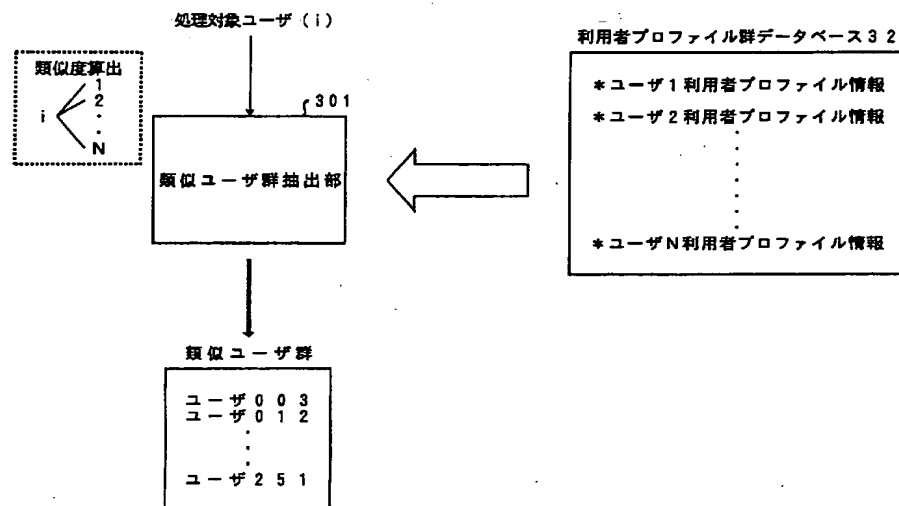 処理対象ユーザ（i）
類似度算出
i
1
2
・
・
N
301
類似ユーザ群抽出部
利用者プロファイル群データベース３２
＊ユーザ１利用者プロファイル情報
＊ユーザ２利用者プロファイル情報
・
・
・
・
・
・
＊ユーザN利用者プロファイル情報
類似ユーザ群
ユーザ００３
ユーザ０１２
・
・
・
ユーザ２５１